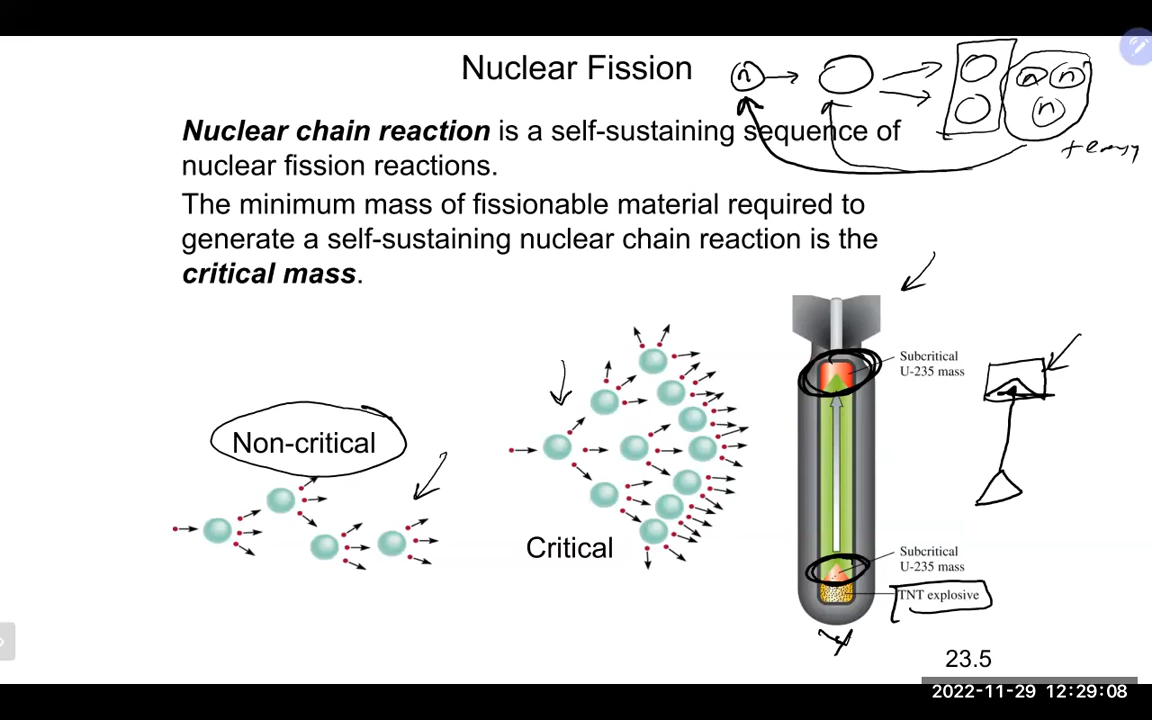 Nuclear Fission
n
n n
n
Nuclear chain reaction is a self-sustaining sequence of
nuclear fission reactions.
The minimum mass of fissionable material required to
generate a self-sustaining nuclear chain reaction is the
critical mass.
Subcritical
U-235 mass
Non-critical
Critical
Subcritical
U-235 mass
TNT explosive
23.5
2022-11-29 12:29:08